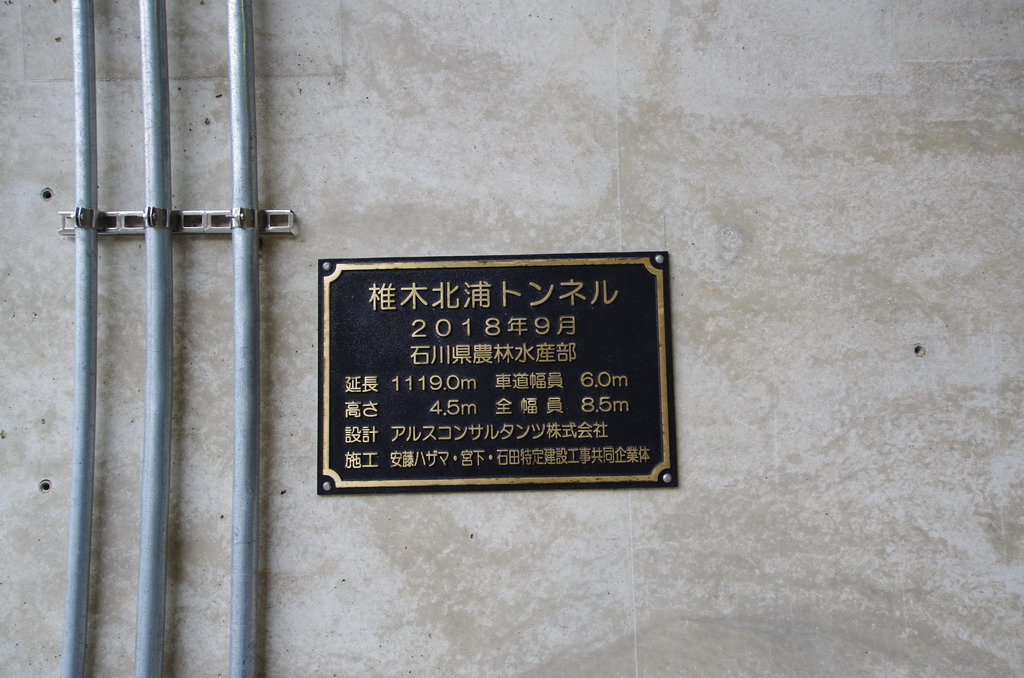 椎木北浦トンネル
２０１８年９月
石川県農林水産部
延長 1119.0m 車道幅員 6.0m
高さ 4.5m 全幅員 8.5m
設計 アルスコンサルタンツ株式会社
施工 安藤ハザマ・宮下・石田特定建設工事共同企業体